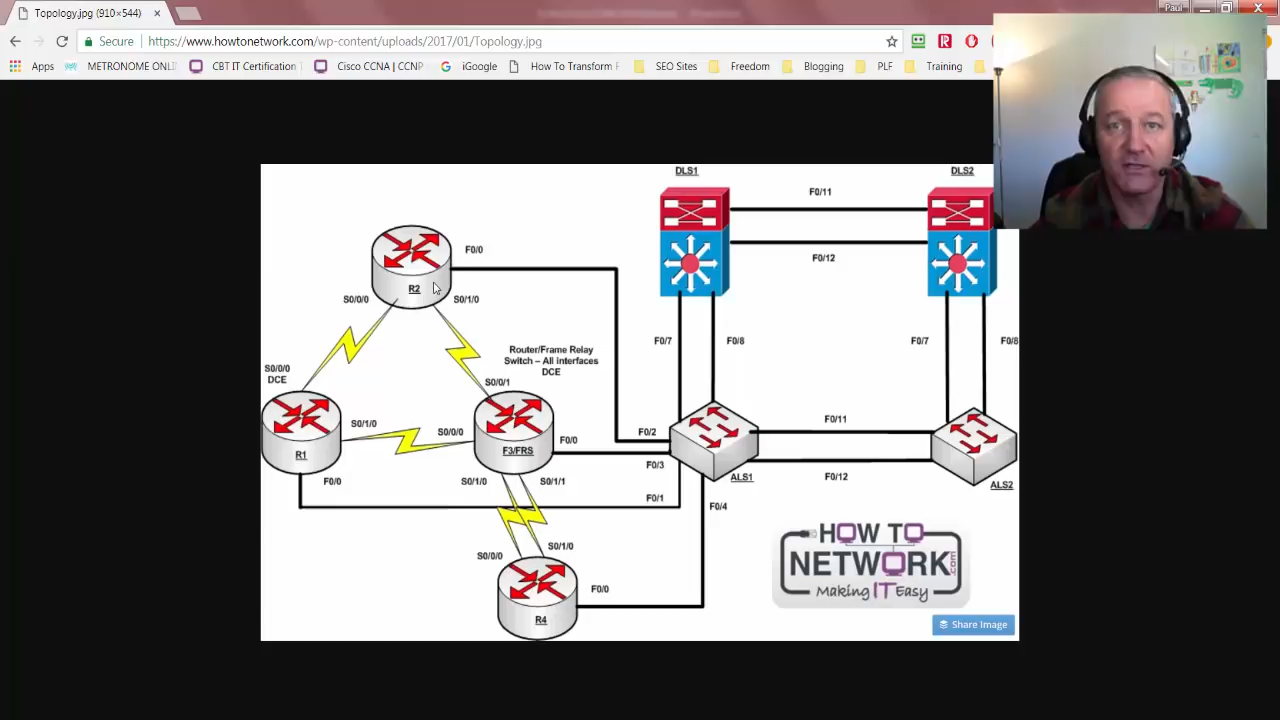 Topology.jpg (910×544)
Paul
Secure
https://www.howtonetwork.com/wp-content/uploads/2017/01/Topology.jpg
Apps
METRONOME ONLI
CBT IT Certification
Cisco CCNA | CCNP
iGoogle
How To Transform F
SEO Sites
Freedom
Blogging
PLF
Training
DLS1
DLS2
F0/11
F0/12
R2
F0/0
S0/0/0
S0/1/0
F0/7
F0/8
F0/7
F0/8
Router/Frame Relay
Switch – All interfaces
DCE
S0/0/0
DCE
S0/0/1
R1
S0/1/0
S0/0/0
F3/FRS
F0/0
F0/2
F0/3
F0/11
F0/12
ALS1
ALS2
F0/0
S0/1/0
S0/1/1
F0/1
F0/4
S0/0/0
S0/1/0
R4
F0/0
HOW TO
NETWORK.com
Making IT Easy
Share Image